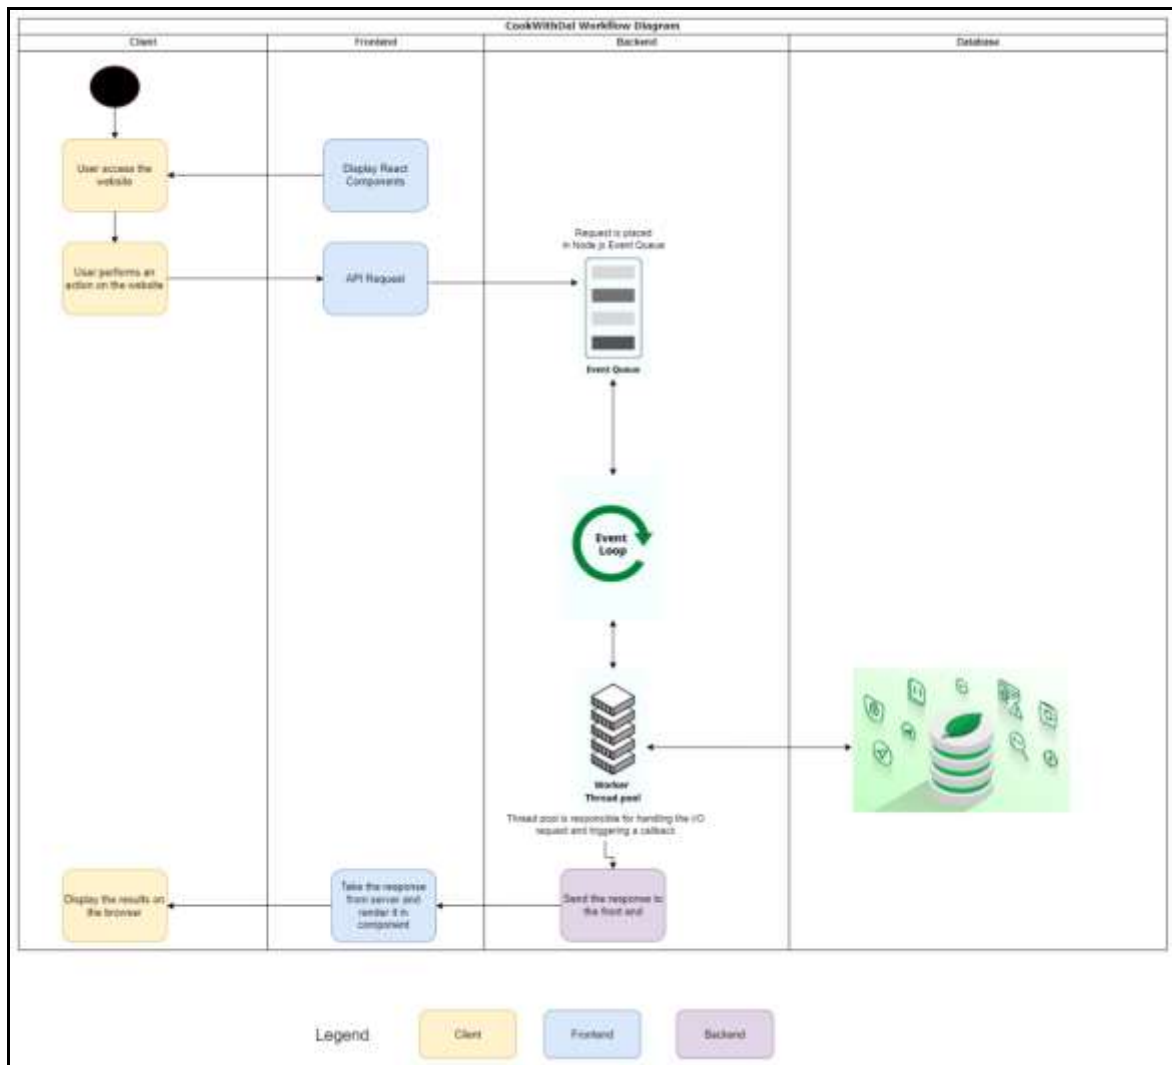 CookWithDel Workflow Diagram
Client
Frontend
Backend
Database
User access the
website
Display React
Components
Request is placed
in Node js Event Queue
User performs an
action on the website
API Request
Event Queue
Event
Loop
Worker
Thread pool
Thread pool is responsible for handling the I/O
request and triggering a callback
Display the results on
the browser
Take the response
from server and
render it in
component
Send the response to
the front end
Legend
Client
Frontend
Backend